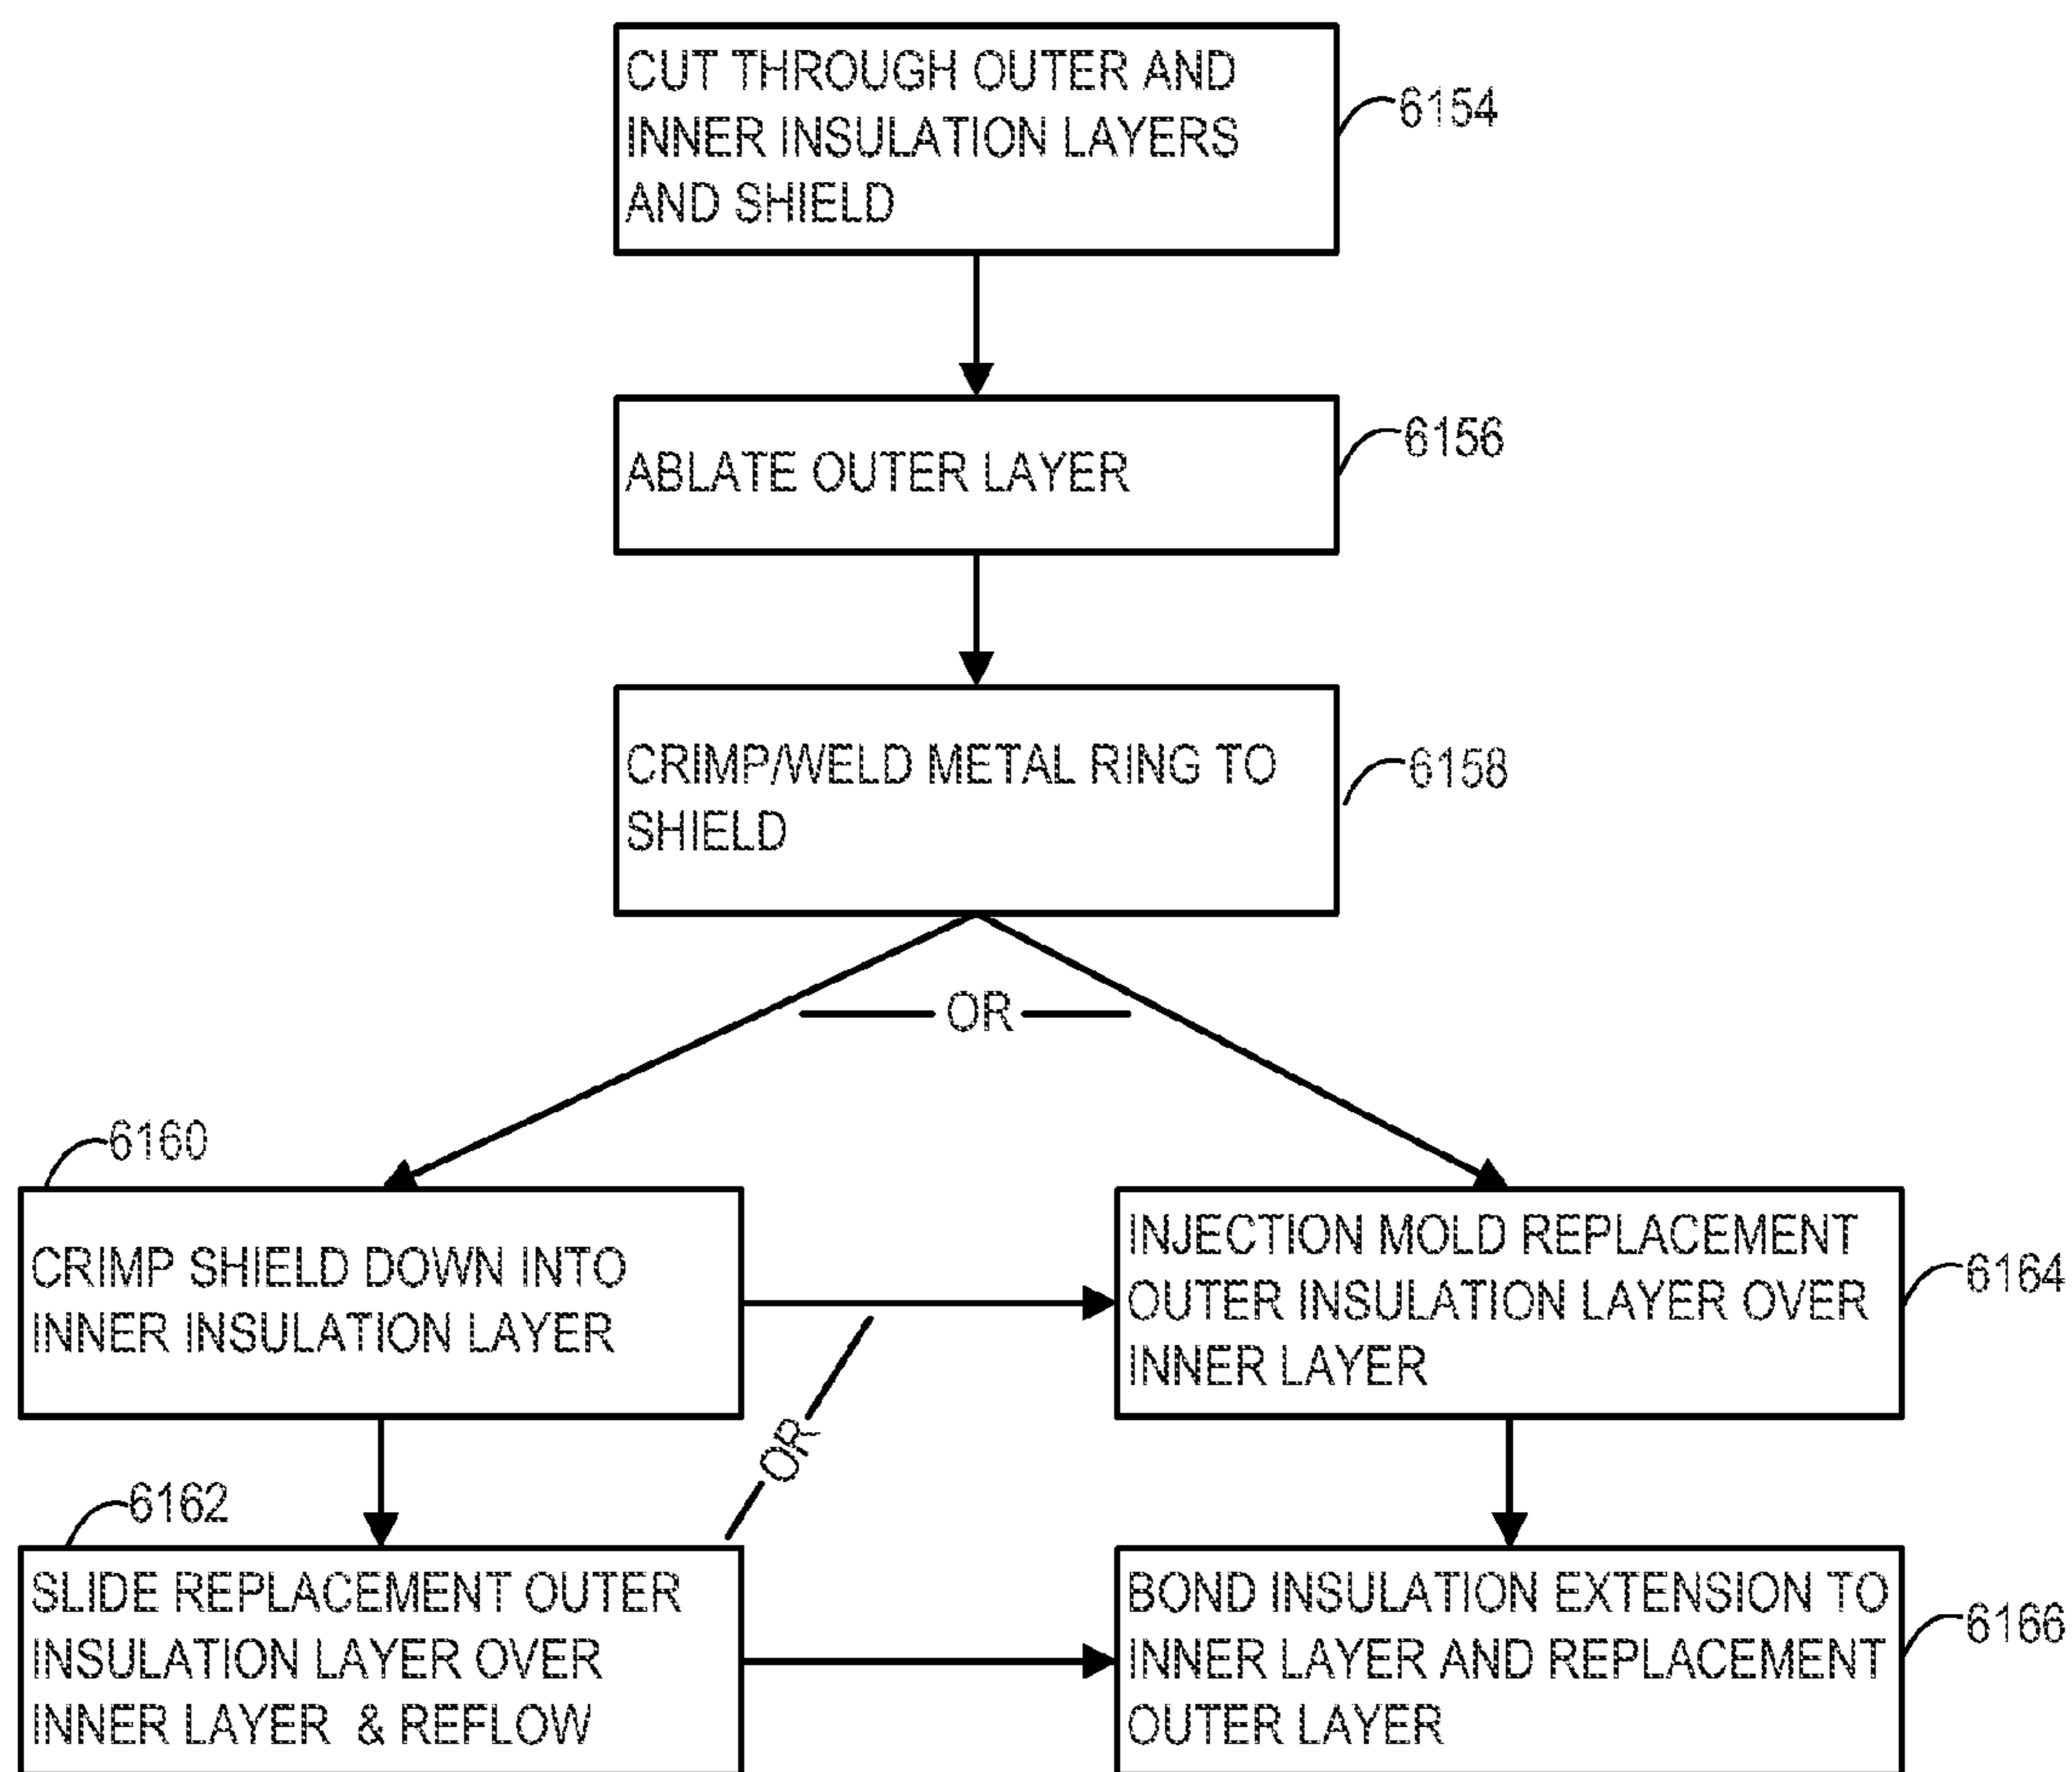 CUT THROUGH OUTER AND
INNER INSULATION LAYERS
AND SHIELD
6154
ABLATE OUTER LAYER
6156
CRIMP/WELD METAL RING TO
SHIELD
6158
OR
6160
CRIMP SHIELD DOWN INTO
INNER INSULATION LAYER
INJECTION MOLD REPLACEMENT
OUTER INSULATION LAYER OVER
INNER LAYER
6164
OR
6162
SLIDE REPLACEMENT OUTER
INSULATION LAYER OVER
INNER LAYER & REFLOW
BOND INSULATION EXTENSION TO
INNER LAYER AND REPLACEMENT
OUTER LAYER
6166